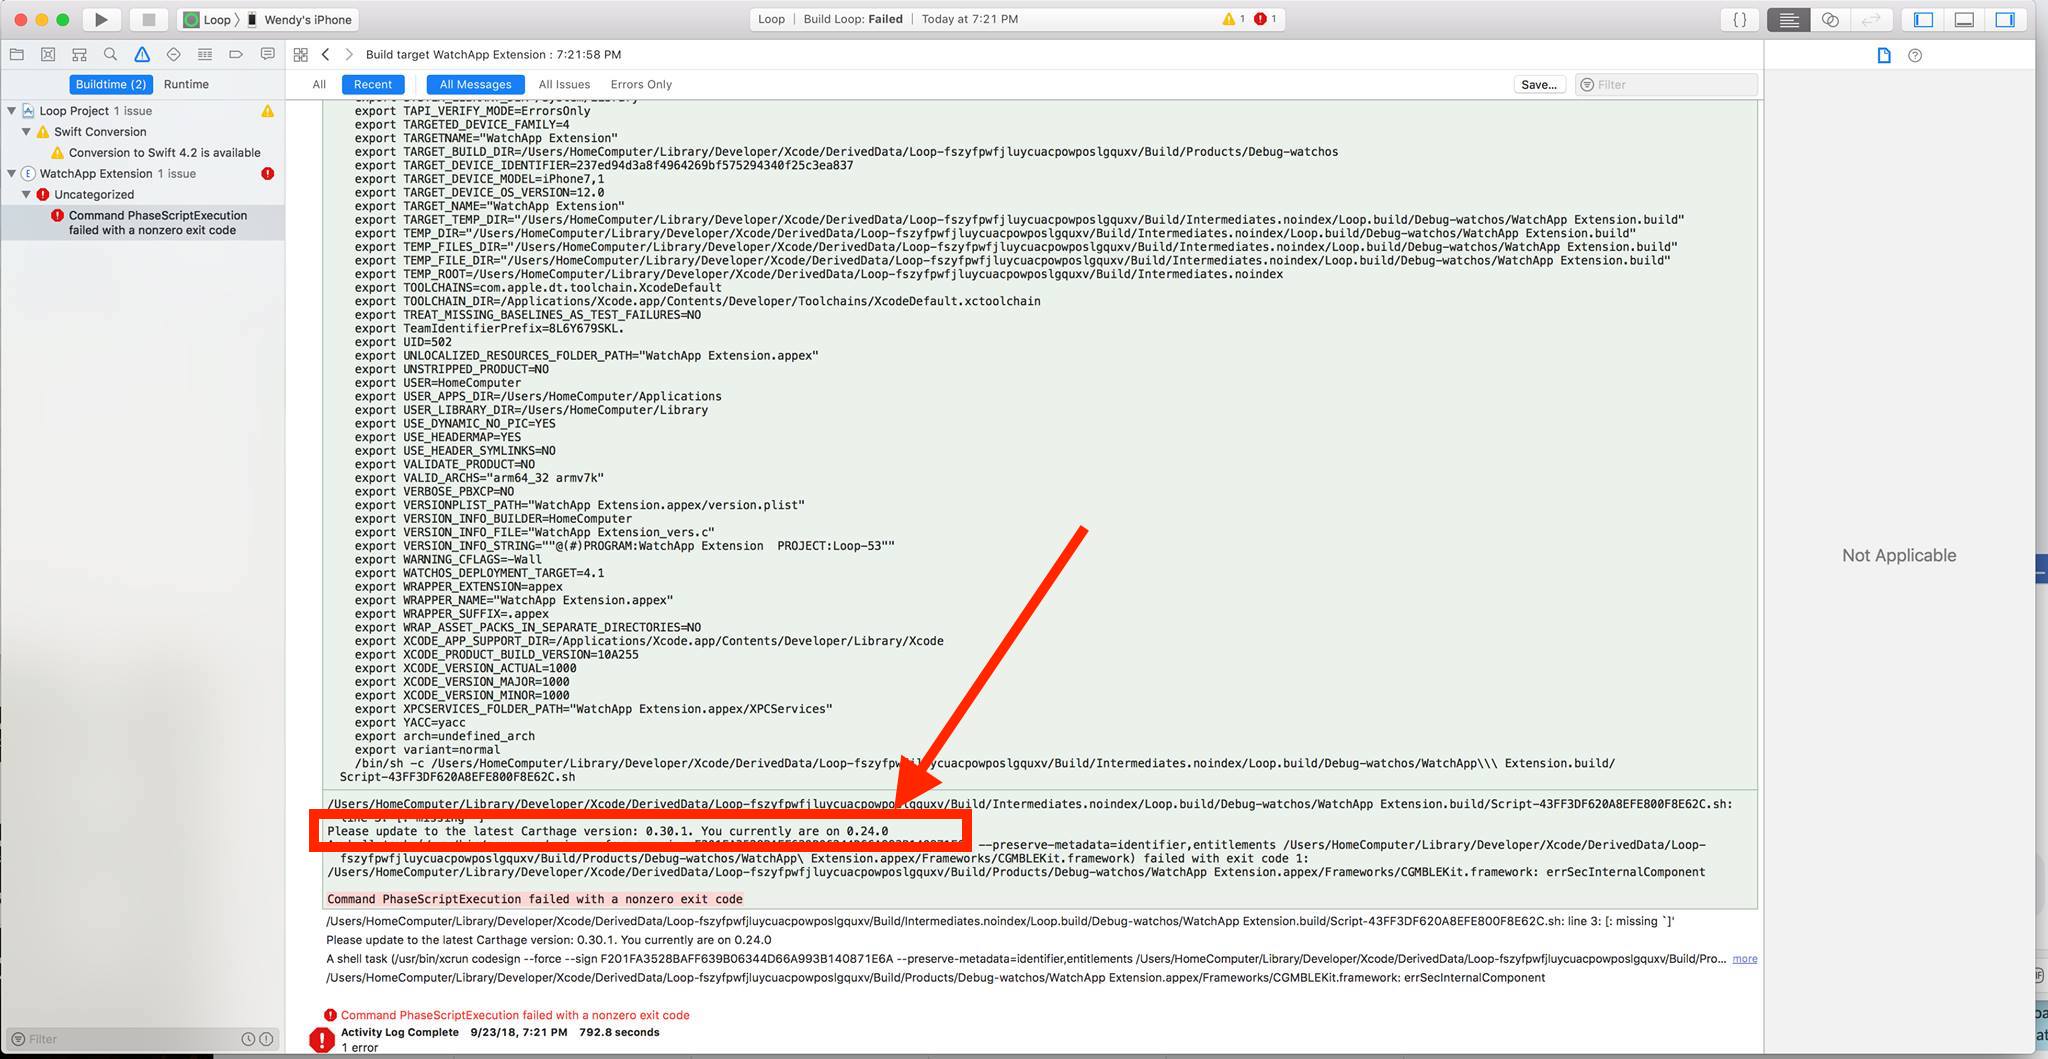 Loop
Wendy's iPhone
Loop | Build Loop: Failed | Today at 7:21 PM
1
1
{ }
Build target WatchApp Extension : 7:21:58 PM
Buildtime (2)
Runtime
All
Recent
All Messages
All Issues
Errors Only
Save...
Filter
Loop Project 1 issue
Swift Conversion
Conversion to Swift 4.2 is available
WatchApp Extension 1 issue
Uncategorized
Command PhaseScriptExecution
failed with a nonzero exit code
export TAPI_VERIFY_MODE=ErrorsOnly
export TARGETED_DEVICE_FAMILY=4
export TARGETNAME="WatchApp Extension"
export TARGET_BUILD_DIR=/Users/HomeComputer/Library/Developer/Xcode/DerivedData/Loop-fszyfpwfjluycuacpowposlgquxv/Build/Products/Debug-watchos
export TARGET_DEVICE_IDENTIFIER=237ed94d3a8f4964269bf575294340f25c3ea837
export TARGET_DEVICE_MODEL=iPhone7,1
export TARGET_DEVICE_OS_VERSION=12.0
export TARGET_NAME="WatchApp Extension"
export TARGET_TEMP_DIR="/Users/HomeComputer/Library/Developer/Xcode/DerivedData/Loop-fszyfpwfjluycuacpowposlgquxv/Build/Intermediates.noindex/Loop.build/Debug-watchos/WatchApp Extension.build"
export TEMP_DIR="/Users/HomeComputer/Library/Developer/Xcode/DerivedData/Loop-fszyfpwfjluycuacpowposlgquxv/Build/Intermediates.noindex/Loop.build/Debug-watchos/WatchApp Extension.build"
export TEMP_FILES_DIR="/Users/HomeComputer/Library/Developer/Xcode/DerivedData/Loop-fszyfpwfjluycuacpowposlgquxv/Build/Intermediates.noindex/Loop.build/Debug-watchos/WatchApp Extension.build"
export TEMP_FILE_DIR="/Users/HomeComputer/Library/Developer/Xcode/DerivedData/Loop-fszyfpwfjluycuacpowposlgquxv/Build/Intermediates.noindex/Loop.build/Debug-watchos/WatchApp Extension.build"
export TEMP_ROOT=/Users/HomeComputer/Library/Developer/Xcode/DerivedData/Loop-fszyfpwfjluycuacpowposlgquxv/Build/Intermediates.noindex
export TOOLCHAINS=com.apple.dt.toolchain.XcodeDefault
export TOOLCHAIN_DIR=/Applications/Xcode.app/Contents/Developer/Toolchains/XcodeDefault.xctoolchain
export TREAT_MISSING_BASELINES_AS_TEST_FAILURES=NO
export TeamIdentifierPrefix=8L6Y679SKL.
export UID=502
export UNLOCALIZED_RESOURCES_FOLDER_PATH="WatchApp Extension.appex"
export UNSTRIPPED_PRODUCT=NO
export USER=HomeComputer
export USER_APPS_DIR=/Users/HomeComputer/Applications
export USER_LIBRARY_DIR=/Users/HomeComputer/Library
export USE_DYNAMIC_NO_PIC=YES
export USE_HEADERMAP=YES
export USE_HEADER_SYMLINKS=NO
export VALIDATE_PRODUCT=NO
export VALID_ARCHS="arm64_32 armv7k"
export VERBOSE_PBXCP=NO
export VERSIONPLIST_PATH="WatchApp Extension.appex/version.plist"
export VERSION_INFO_BUILDER=HomeComputer
export VERSION_INFO_FILE="WatchApp Extension_vers.c"
export VERSION_INFO_STRING=""@(#)PROGRAM:WatchApp Extension  PROJECT:Loop-53""
export WARNING_CFLAGS=-Wall
export WATCHOS_DEPLOYMENT_TARGET=4.1
export WRAPPER_EXTENSION=appex
export WRAPPER_NAME="WatchApp Extension.appex"
export WRAPPER_SUFFIX=.appex
export WRAP_ASSET_PACKS_IN_SEPARATE_DIRECTORIES=NO
export XCODE_APP_SUPPORT_DIR=/Applications/Xcode.app/Contents/Developer/Library/Xcode
export XCODE_PRODUCT_BUILD_VERSION=10A255
export XCODE_VERSION_ACTUAL=1000
export XCODE_VERSION_MAJOR=1000
export XCODE_VERSION_MINOR=1000
export XPCSERVICES_FOLDER_PATH="WatchApp Extension.appex/XPCServices"
export YACC=yacc
export arch=undefined_arch
export variant=normal
/bin/sh -c /Users/HomeComputer/Library/Developer/Xcode/DerivedData/Loop-fszyfpwfjluycuacpowposlgquxv/Build/Intermediates.noindex/Loop.build/Debug-watchos/WatchApp\\\ Extension.build/
Script-43FF3DF620A8EFE800F8E62C.sh
/Users/HomeComputer/Library/Developer/Xcode/DerivedData/Loop-fszyfpwfjluycuacpowposlgquxv/Build/Intermediates.noindex/Loop.build/Debug-watchos/WatchApp Extension.build/Script-43FF3DF620A8EFE800F8E62C.sh:
line 3: [: missing `]'
Please update to the latest Carthage version: 0.30.1. You currently are on 0.24.0
--preserve-metadata=identifier,entitlements /Users/HomeComputer/Library/Developer/Xcode/DerivedData/Loop-
fszyfpwfjluycuacpowposlgquxv/Build/Products/Debug-watchos/WatchApp\ Extension.appex/Frameworks/CGMBLEKit.framework) failed with exit code 1:
/Users/HomeComputer/Library/Developer/Xcode/DerivedData/Loop-fszyfpwfjluycuacpowposlgquxv/Build/Products/Debug-watchos/WatchApp Extension.appex/Frameworks/CGMBLEKit.framework: errSecInternalComponent
Command PhaseScriptExecution failed with a nonzero exit code
/Users/HomeComputer/Library/Developer/Xcode/DerivedData/Loop-fszyfpwfjluycuacpowposlgquxv/Build/Intermediates.noindex/Loop.build/Debug-watchos/WatchApp Extension.build/Script-43FF3DF620A8EFE800F8E62C.sh: line 3: [: missing `]'
Please update to the latest Carthage version: 0.30.1. You currently are on 0.24.0
A shell task (/usr/bin/xcrun codesign --force --sign F201FA3528BAFF639B06344D66A993B140871E6A --preserve-metadata=identifier,entitlements /Users/HomeComputer/Library/Developer/Xcode/DerivedData/Loop-fszyfpwfjluycuacpowposlgquxv/Build/Pro... more
/Users/HomeComputer/Library/Developer/Xcode/DerivedData/Loop-fszyfpwfjluycuacpowposlgquxv/Build/Products/Debug-watchos/WatchApp Extension.appex/Frameworks/CGMBLEKit.framework: errSecInternalComponent
Command PhaseScriptExecution failed with a nonzero exit code
Activity Log Complete 9/23/18, 7:21 PM 792.8 seconds
1 error
Not Applicable
Filter